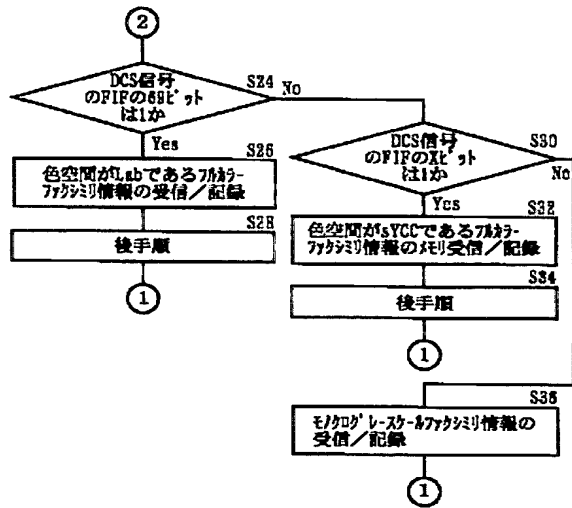 2
S24
DCS信号
のFIFの69ビット
は1か
No
Yes
S26
色空間がLabであるフルカラー
ファクシミリ情報の受信/記録
S28
後手順
1
S30
DCS信号
のFIFのXビット
は1か
No
Yes
S32
色空間がsYCCであるフルカラー
ファクシミリ情報のメモリ受信/記録
S34
後手順
1
S36
モノクログレースケールファクシミリ情報の
受信/記録
1